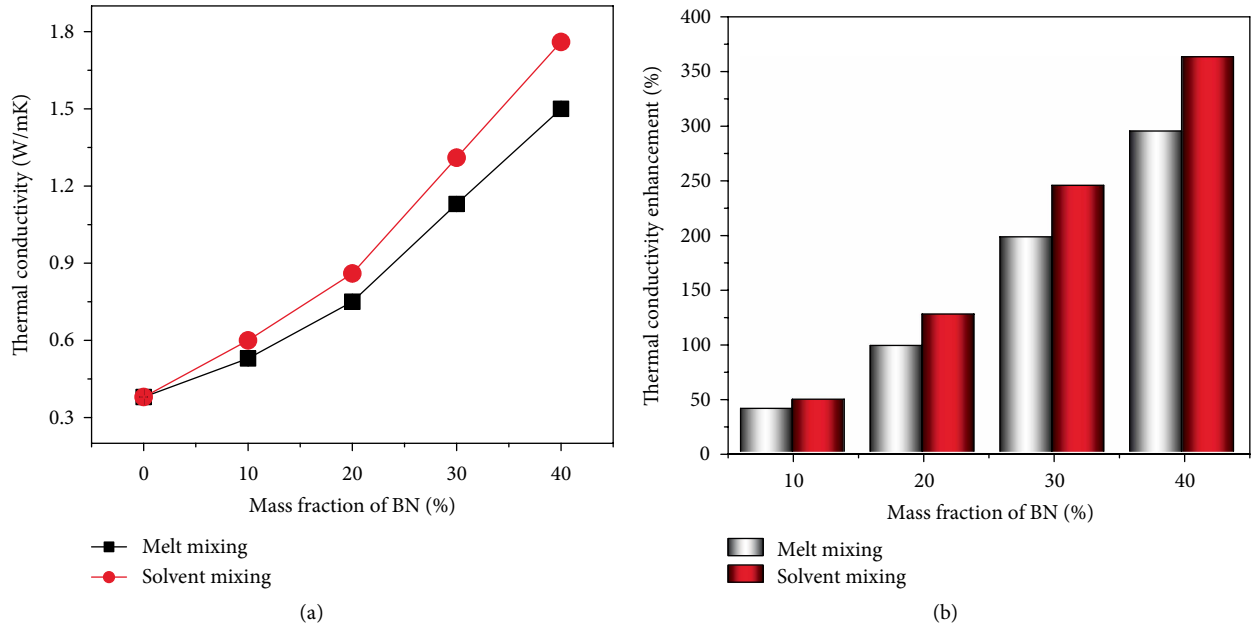 (a)
Thermal conductivity (W/mK)
1.8
1.5
1.2
0.9
0.6
0.3
0 10 20 30 40
Mass fraction of BN (%)
Melt mixing
Solvent mixing
(b)
Thermal conductivity enhancement (%)
400
350
300
250
200
150
100
50
0
10 20 30 40
Mass fraction of BN (%)
Melt mixing
Solvent mixing